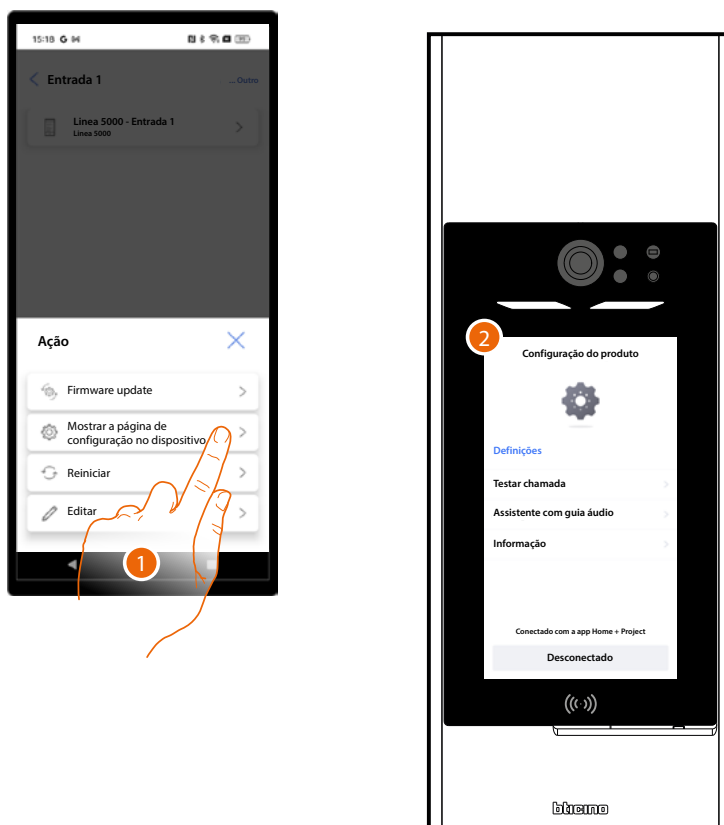 15:18
Entrada 1
... Outro
Linea 5000 - Entrada 1
Linea 5000
Ação
Firmware update
Mostrar a página de
configuração no dispositivo
Reiniciar
Editar
1
2
Configuração do produto
Definições
Testar chamada
Assistente com guia áudio
Informação
Conectado com a app Home + Project
Desconectado
bticino